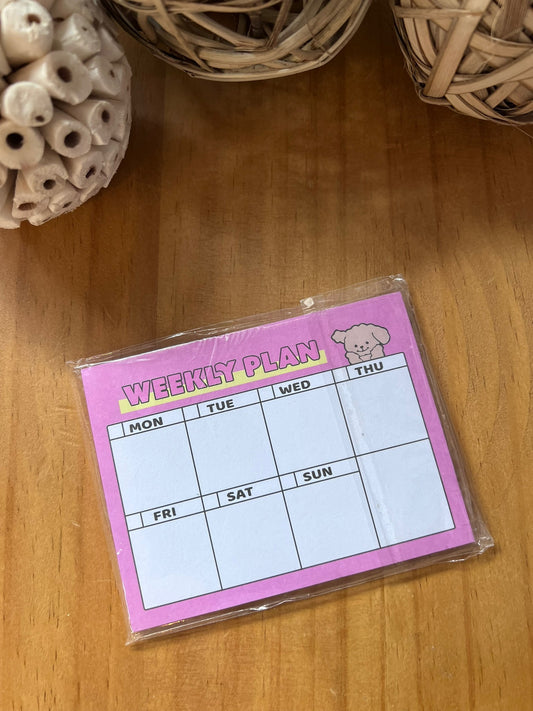 WEEKLY PLAN
MON TUE WED THU
FRI SAT SUN